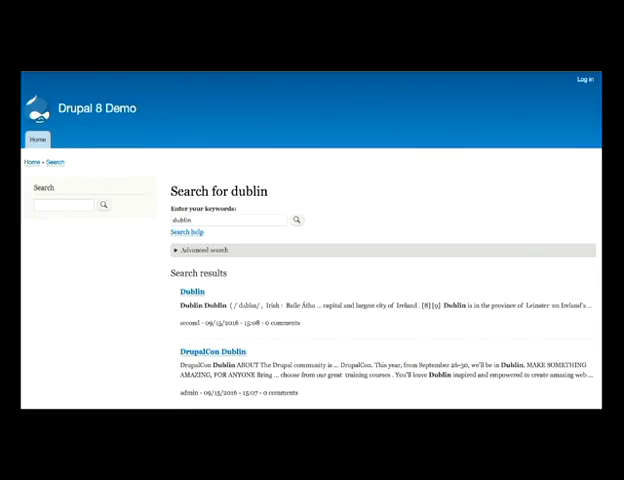 Log in
Drupal 8 Demo
Home
Home » Search
Search
Search for dublin
Enter your keywords:
dublin
Search help
▶ Advanced search
Search results
Dublin
Dublin Dublin ( / ˈdʌblᵻn/ , Irish : Baile Átha ... capital and largest city of Ireland . [8] [9] Dublin is in the province of Leinster on Ireland's ...
second - 09/15/2016 - 15:08 - 0 comments
DrupalCon Dublin
DrupalCon Dublin ABOUT The Drupal community is ... DrupalCon. This year, from September 26-30, we'll be in Dublin. MAKE SOMETHING
AMAZING, FOR ANYONE Bring ... choose from our great training courses . You'll leave Dublin inspired and empowered to create amazing web ...
admin - 09/15/2016 - 15:07 - 0 comments